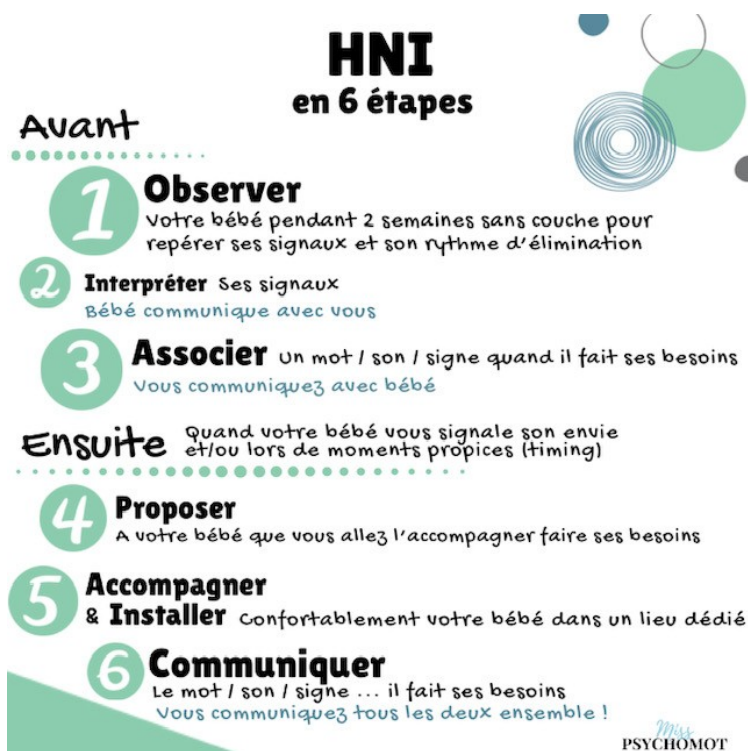 HNI
en 6 étapes
Avant
1 Observer
Votre bébé pendant 2 semaines sans couche pour
repérer ses signaux et son rythme d'élimination
2 Interpréter Ses signaux
Bébé communique avec vous
3 Associer Un mot / son / signe quand il fait ses besoins
Vous communiquez avec bébé
Ensuite Quand votre bébé vous signale son envie
et/ou lors de moments propices (timing)
4 Proposer
A votre bébé que vous allez l'accompagner faire ses besoins
5 Accompagner
& Installer Confortablement votre bébé dans un lieu dédié
6 Communiquer
Le mot / son / signe ... il fait ses besoins
Vous communiquez tous les deux ensemble !
Miss
PSYCHOMOT